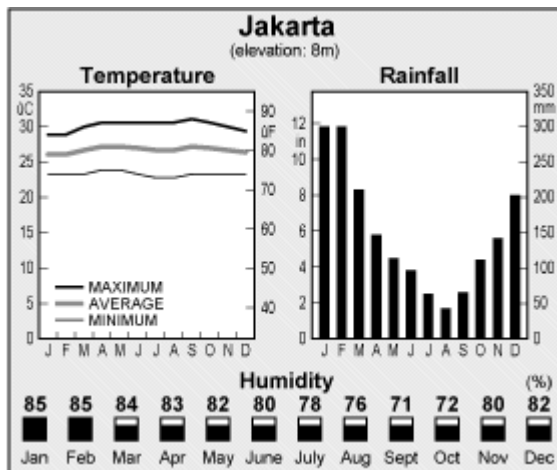 Jakarta
(elevation: 8m)
Temperature
35
ûC
30
25
20
15
10
5
0
90
ûF
80
70
60
50
40
MAXIMUM
AVERAGE
MINIMUM
J F M A M J J A S O N D
Rainfall
12
in
10
8
6
4
2
0
350
mm
300
250
200
150
100
50
0
J F M A M J J A S O N D
Humidity (%)
85 85 84 83 82 80 78 76 71 72 80 82
Jan Feb Mar Apr May June July Aug Sept Oct Nov Dec